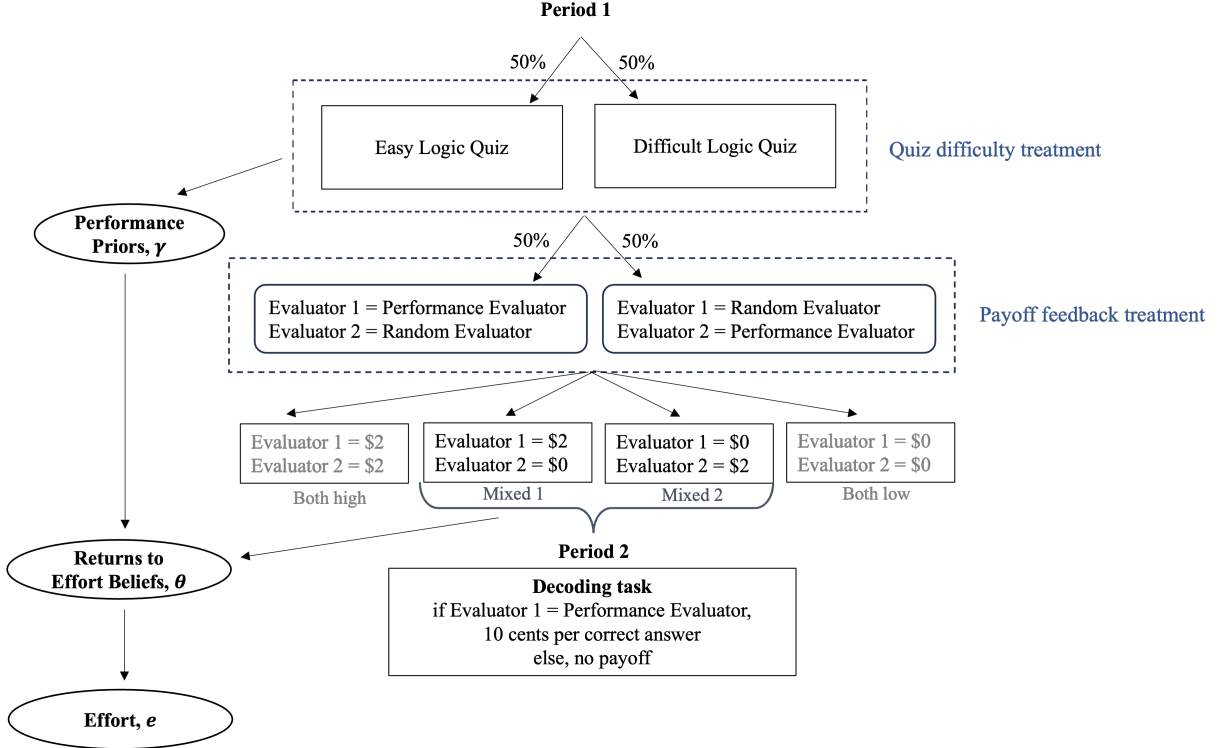 Period 1
50%
50%
Easy Logic Quiz
Difficult Logic Quiz
Quiz difficulty treatment
Performance
Priors, γ
50%
50%
Evaluator 1 = Performance Evaluator
Evaluator 2 = Random Evaluator
Evaluator 1 = Random Evaluator
Evaluator 2 = Performance Evaluator
Payoff feedback treatment
Evaluator 1 = $2
Evaluator 2 = $2
Both high
Evaluator 1 = $2
Evaluator 2 = $0
Mixed 1
Evaluator 1 = $0
Evaluator 2 = $2
Mixed 2
Evaluator 1 = $0
Evaluator 2 = $0
Both low
Returns to
Effort Beliefs, θ
Period 2
Decoding task
if Evaluator 1 = Performance Evaluator,
10 cents per correct answer
else, no payoff
Effort, e